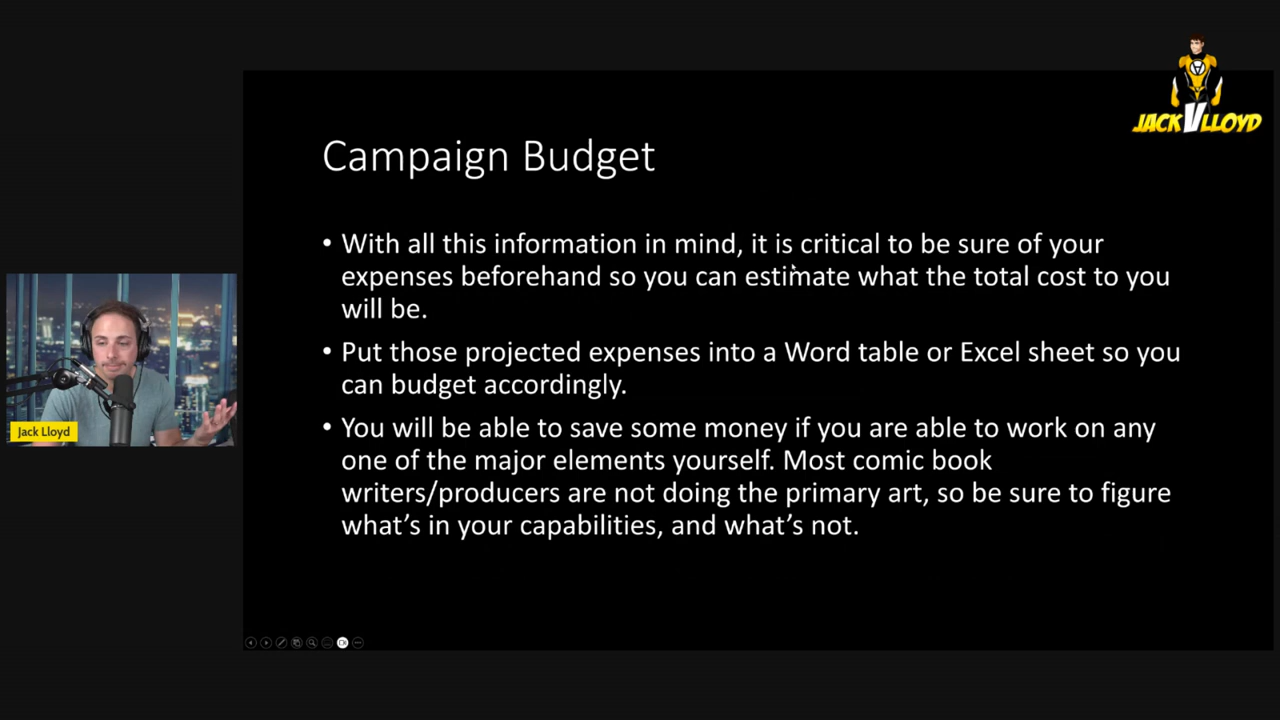 JACK V LLOYD
Campaign Budget
• With all this information in mind, it is critical to be sure of your
expenses beforehand so you can estimate what the total cost to you
will be.
• Put those projected expenses into a Word table or Excel sheet so you
can budget accordingly.
• You will be able to save some money if you are able to work on any
one of the major elements yourself. Most comic book
writers/producers are not doing the primary art, so be sure to figure
what’s in your capabilities, and what’s not.
Jack Lloyd